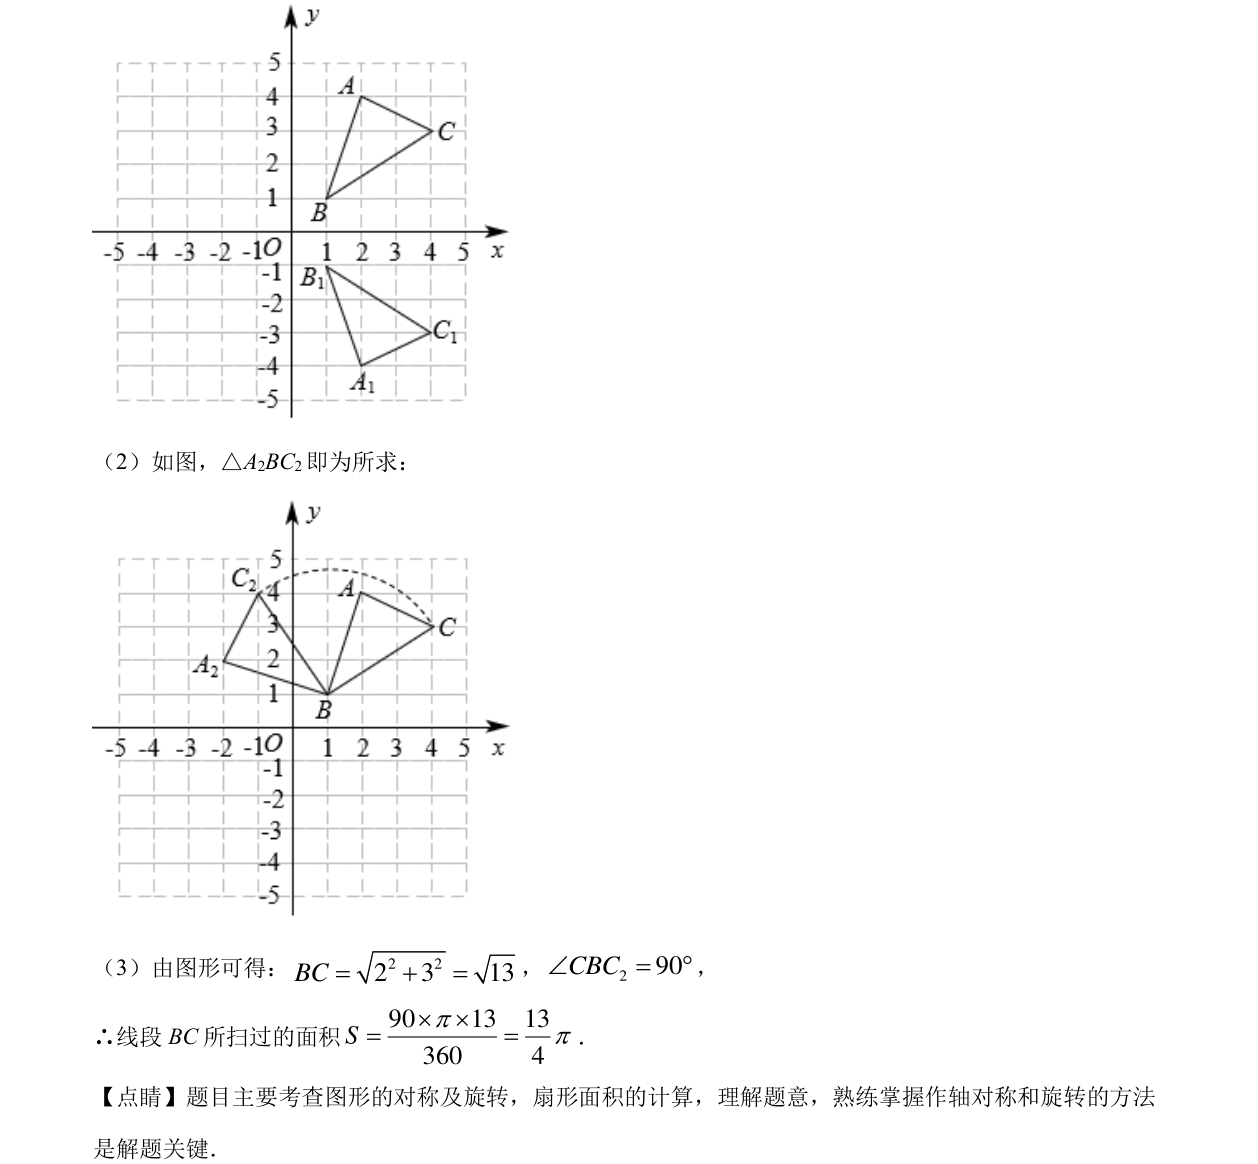 y
5
A
4
3
C
2
1
B
-5 -4 -3 -2 -1O 1 2 3 4 5 x
-1
B₁
-2
-3
C₁
-4
A₁
-5
（2）如图，△A₂BC₂即为所求：
y
5
C₂
4
A
3
C
A₂
2
1
B
-5 -4 -3 -2 -1O 1 2 3 4 5 x
-1
-2
-3
-4
-5
（3）由图形可得：BC = √(2² + 3²) = √13，∠CBC₂ = 90°，
∴线段 BC 所扫过的面积 S = (90×π×13)/360 = 13/4 π．
【点睛】题目主要考查图形的对称及旋转，扇形面积的计算，理解题意，熟练掌握作轴对称和旋转的方法
是解题关键．